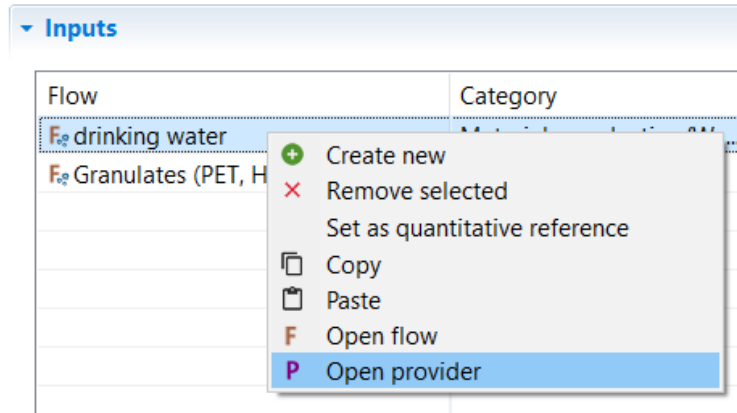 Inputs
Flow Category
F drinking water
F Granulates (PET, H
Create new
Remove selected
Set as quantitative reference
Copy
Paste
F Open flow
P Open provider